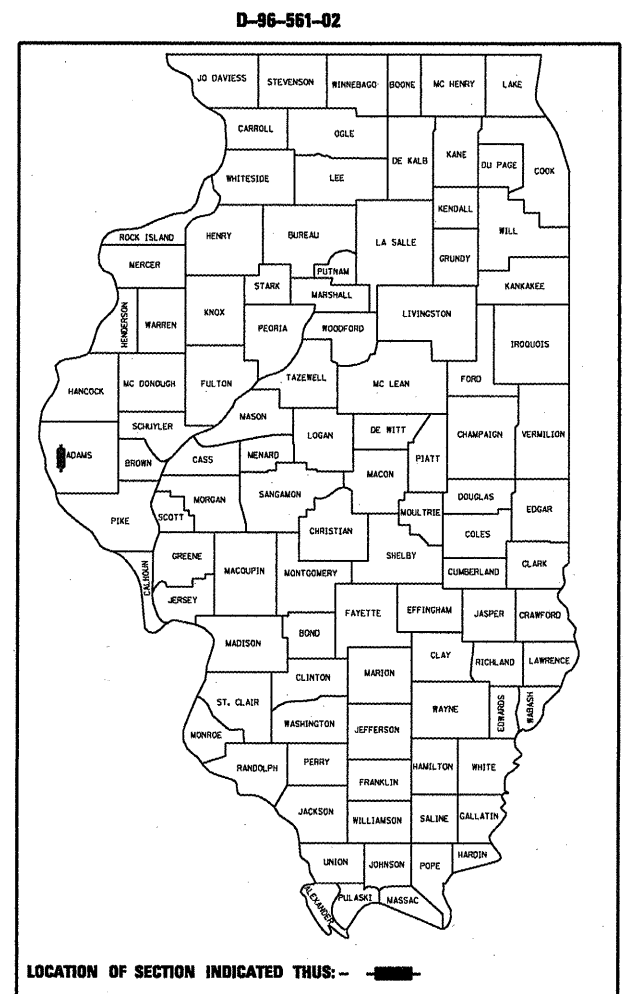 D-96-561-02
JO DAVIESS
STEVENSON
WINNEBAGO
BOONE
MC HENRY
LAKE
CARROLL
OGLE
DE KALB
KANE
DU PAGE
COOK
WHITESIDE
LEE
KENDALL
WILL
ROCK ISLAND
HENRY
BUREAU
LA SALLE
GRUNDY
MERCER
PUTNAM
KANKAKEE
STARK
MARSHALL
HENDERSON
WARREN
KNOX
PEORIA
WOODFORD
LIVINGSTON
IROQUOIS
HANCOCK
MC DONOUGH
FULTON
TAZEWELL
MC LEAN
FORD
MASON
SCHUYLER
LOGAN
DE WITT
CHAMPAIGN
VERMILION
ADAMS
BROWN
CASS
MENARD
PIATT
MACON
MORGAN
SANGAMON
DOUGLAS
EDGAR
PIKE
SCOTT
MOULTRIE
CHRISTIAN
COLES
GREENE
MACOUPIN
SHELBY
CLARK
CALHOUN
MONTGOMERY
CUMBERLAND
JERSEY
FAYETTE
EFFINGHAM
JASPER
CRAWFORD
MADISON
BOND
CLAY
RICHLAND
LAWRENCE
CLINTON
MARION
ST. CLAIR
WAYNE
EDWARDS
WABASH
WASHINGTON
JEFFERSON
MONROE
RANDOLPH
PERRY
HAMILTON
WHITE
FRANKLIN
JACKSON
WILLIAMSON
SALINE
GALLATIN
UNION
JOHNSON
POPE
HARDIN
ALEXANDER
PULASKI
MASSAC
LOCATION OF SECTION INDICATED THUS:-